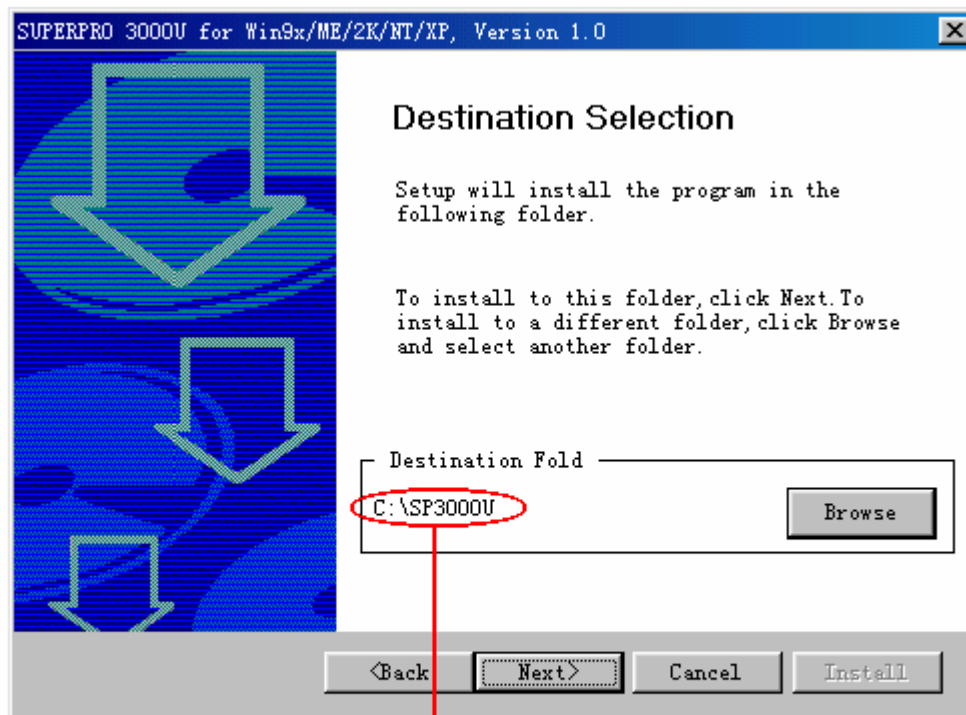 SUPERPRO 3000U for Win9x/ME/2K/NT/XP, Version 1.0
Destination Selection
Setup will install the program in the
following folder.
To install to this folder,click Next.To
install to a different folder,click Browse
and select another folder.
Destination Fold
C:\SP3000U
Browse
<Back
Next>
Cancel
Install